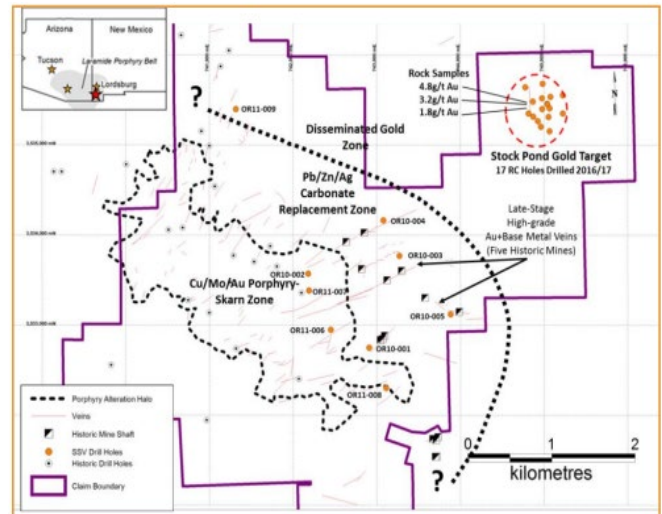 Arizona
New Mexico
Tucson
Laramide Porphyry Belt
Lordsburg
?
OR11-009
Disseminated Gold
Zone
Rock Samples
4.8g/t Au
3.2g/t Au
1.8g/t Au
N
Stock Pond Gold Target
17 RC Holes Drilled 2016/17
Pb/Zn/Ag
Carbonate
Replacement Zone
Late-Stage
High-grade
Au+Base Metal Veins
(Five Historic Mines)
OR10-004
OR10-003
OR10-002
Cu/Mo/Au Porphyry-
Skarn Zone
OR11-007
OR10-005
OR11-006
OR10-001
OR11-008
Porphyry Alteration Halo
Veins
Historic Mine Shaft
SSV Drill Holes
Historic Drill Holes
Claim Boundary
?
0 1 2
kilometres